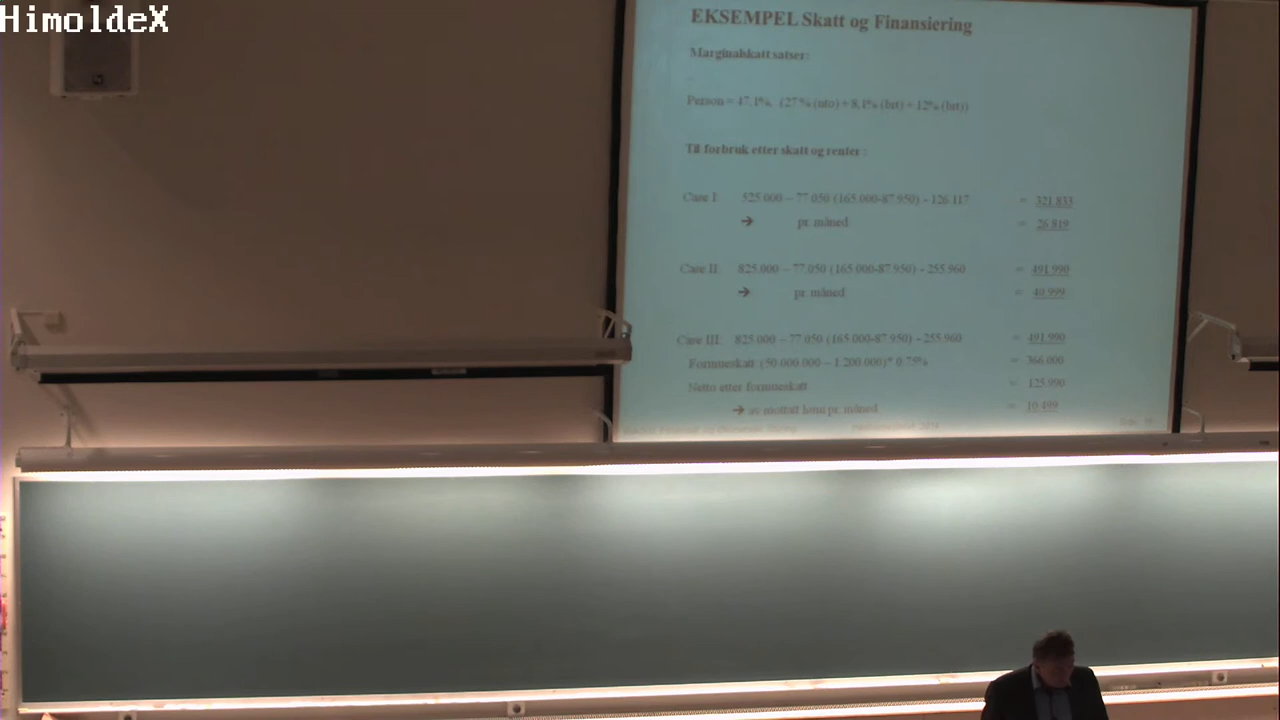 HimoldeX
EKSEMPEL Skatt og Finansiering
Marginalskatt satser:
Person = 47,1%, (27 % (nto) + 8,1% (brt) + 12% (brt))
Til forbruk etter skatt og renter :
Case I: 525.000 – 77.050 (165.000-87.950) - 126.117 = 321.833
➔ pr. måned = 26.819
Case II: 825.000 – 77.050 (165.000-87.950) - 255.960 = 491.990
➔ pr. måned = 40.999
Case III: 825.000 – 77.050 (165.000-87.950) - 255.960 = 491.990
Formueskatt: (50.000.000 – 1.200.000)* 0.75% = 366.000
Netto etter formueskatt = 125.990
➔ av mottatt lønn pr. måned = 10.499